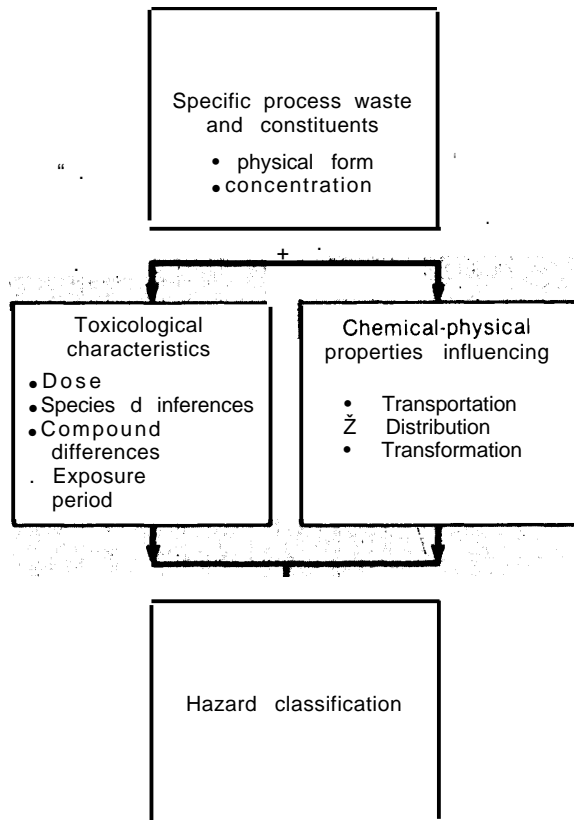 Specific process waste
and constituents
• physical form
• concentration
+
Toxicological
characteristics
• Dose
• Species d inferences
• Compound
differences
. Exposure
period
Chemical-physical
properties influencing
• Transportation
Ž Distribution
• Transformation
Hazard classification